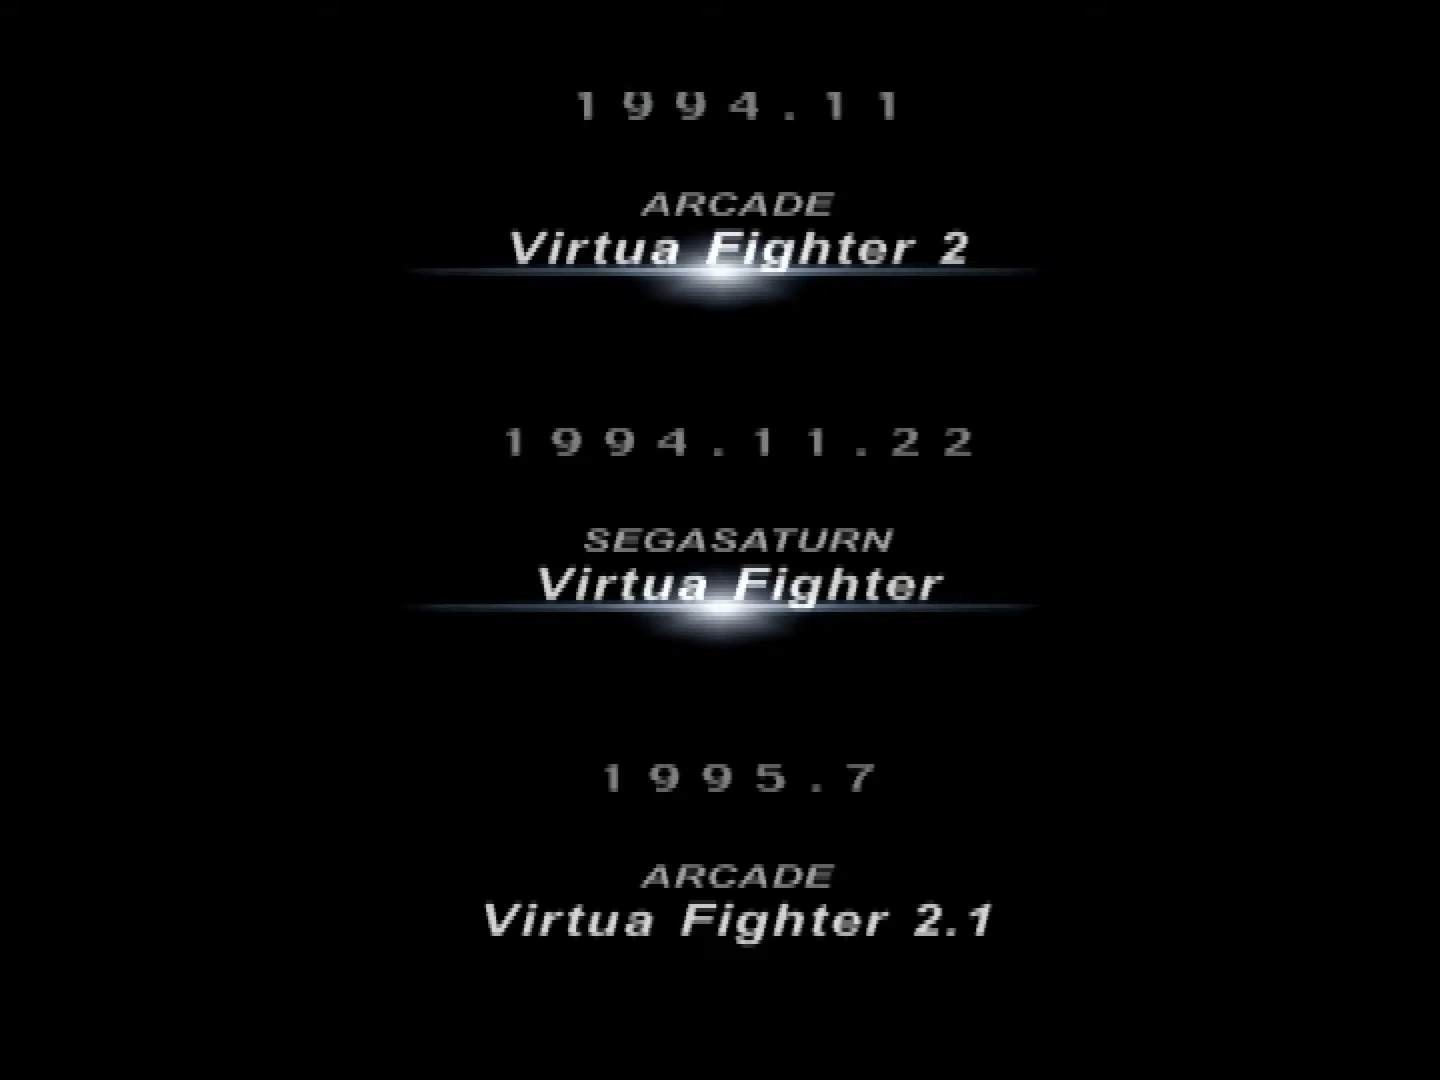 1994.11
ARCADE
Virtua Fighter 2
1994.11.22
SEGASATURN
Virtua Fighter
1995.7
ARCADE
Virtua Fighter 2.1